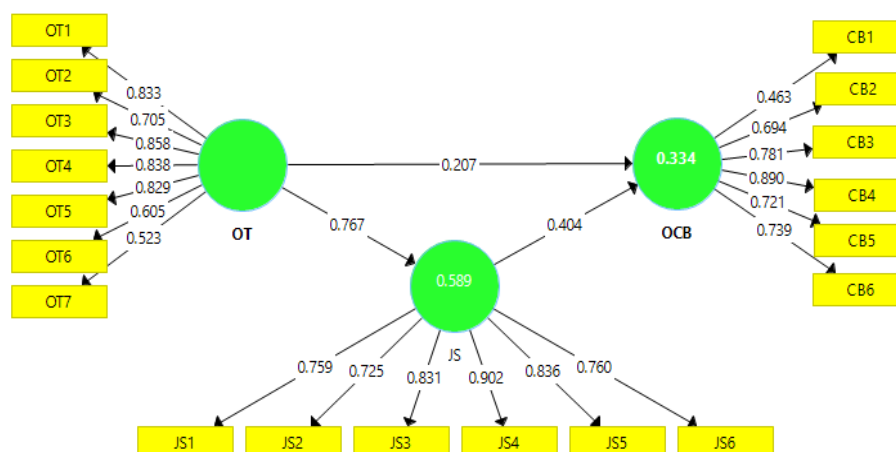 OT1
OT2
OT3
OT4
OT5
OT6
OT7
0.833
0.705
0.858
0.838
0.829
0.605
0.523
OT
0.207
0.767
0.404
0.334
OCB
0.463
0.694
0.781
0.890
0.721
0.739
CB1
CB2
CB3
CB4
CB5
CB6
0.589
JS
0.759
0.725
0.831
0.902
0.836
0.760
JS1
JS2
JS3
JS4
JS5
JS6